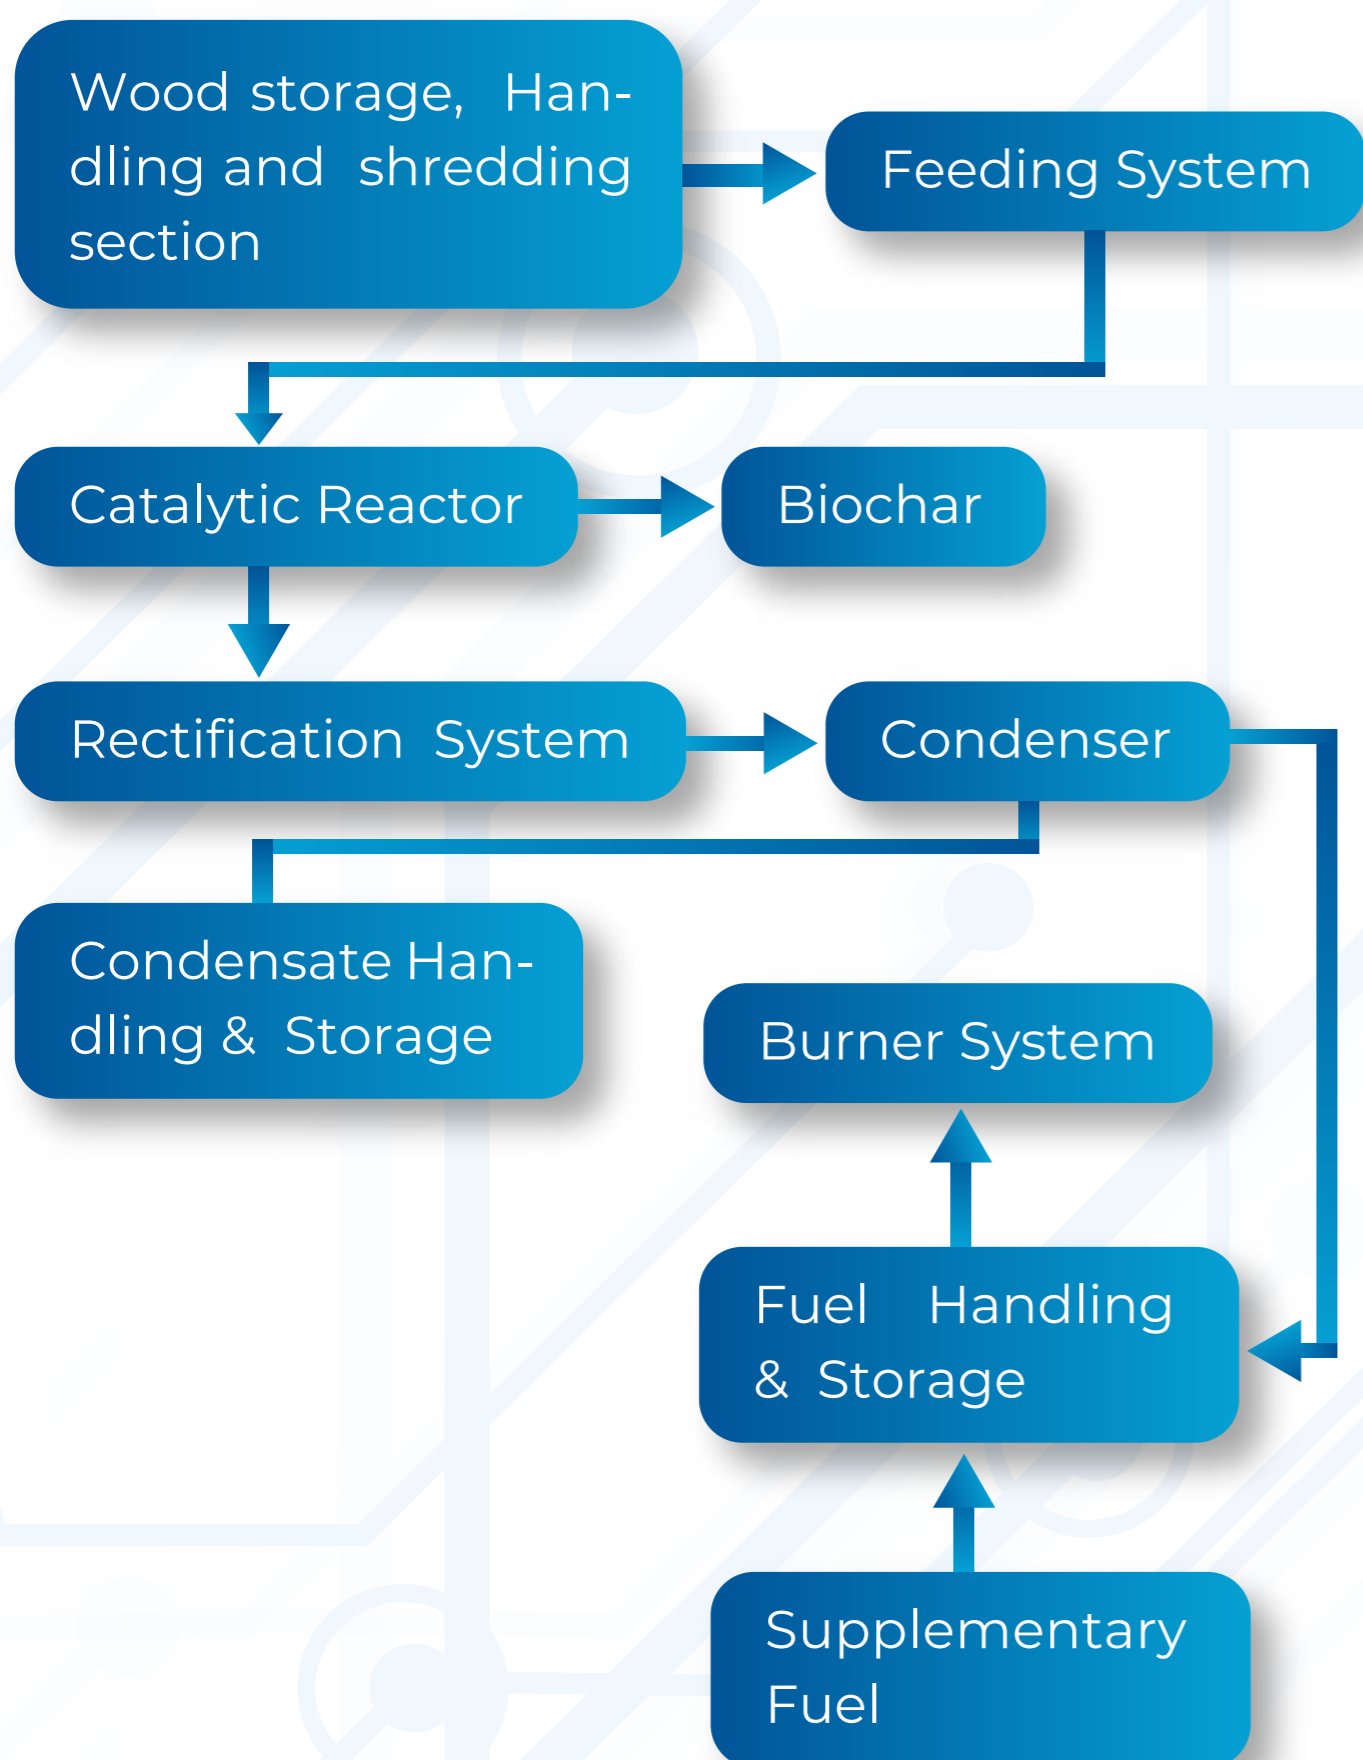 Wood storage, Han-
dling and shredding
section
Feeding System
Catalytic Reactor
Biochar
Rectification System
Condenser
Condensate Han-
dling & Storage
Burner System
Fuel Handling
& Storage
Supplementary
Fuel